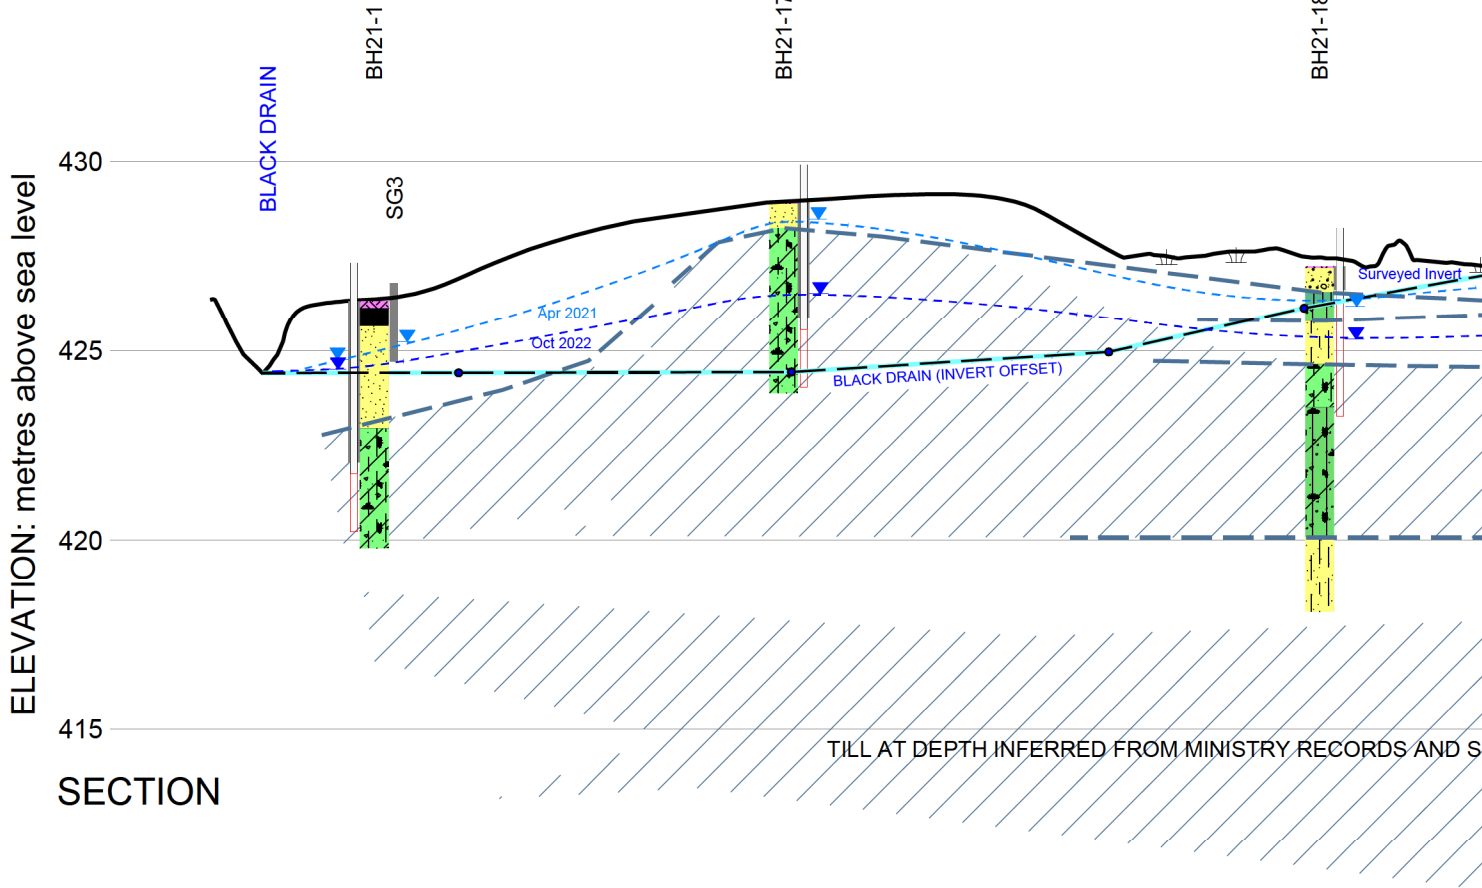 BH21-1
BH21-17
BH21-18
BLACK DRAIN
SG3
430
425
420
415
ELEVATION: metres above sea level
Surveyed Invert
Apr 2021
Oct 2022
BLACK DRAIN (INVERT OFFSET)
TILL AT DEPTH INFERRED FROM MINISTRY RECORDS AND
SECTION